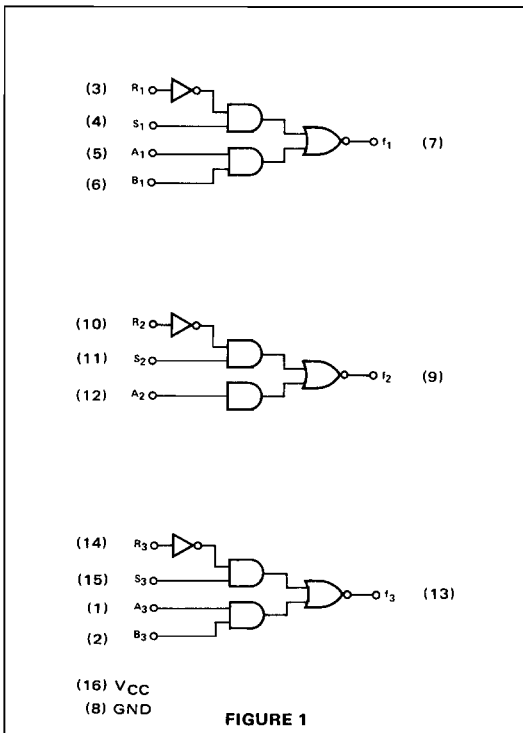 (3) R1
(4) S1
(5) A1
(6) B1
f1 (7)
(10) R2
(11) S2
(12) A2
f2 (9)
(14) R3
(15) S3
(1) A3
(2) B3
f3 (13)
(16) VCC
(8) GND
FIGURE 1